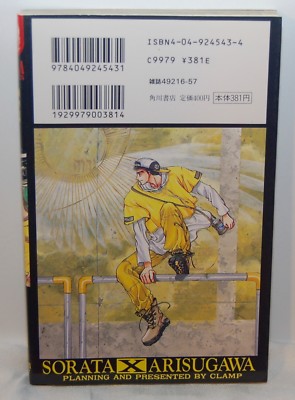 ISBN4-04-924543-4
C9979 ¥381E
雑誌49216-57
角川書店 定価400円
本体381円
9784049245431
1929979003814
SORATA X ARISUGAWA
PLANNING AND PRESENTED BY CLAMP